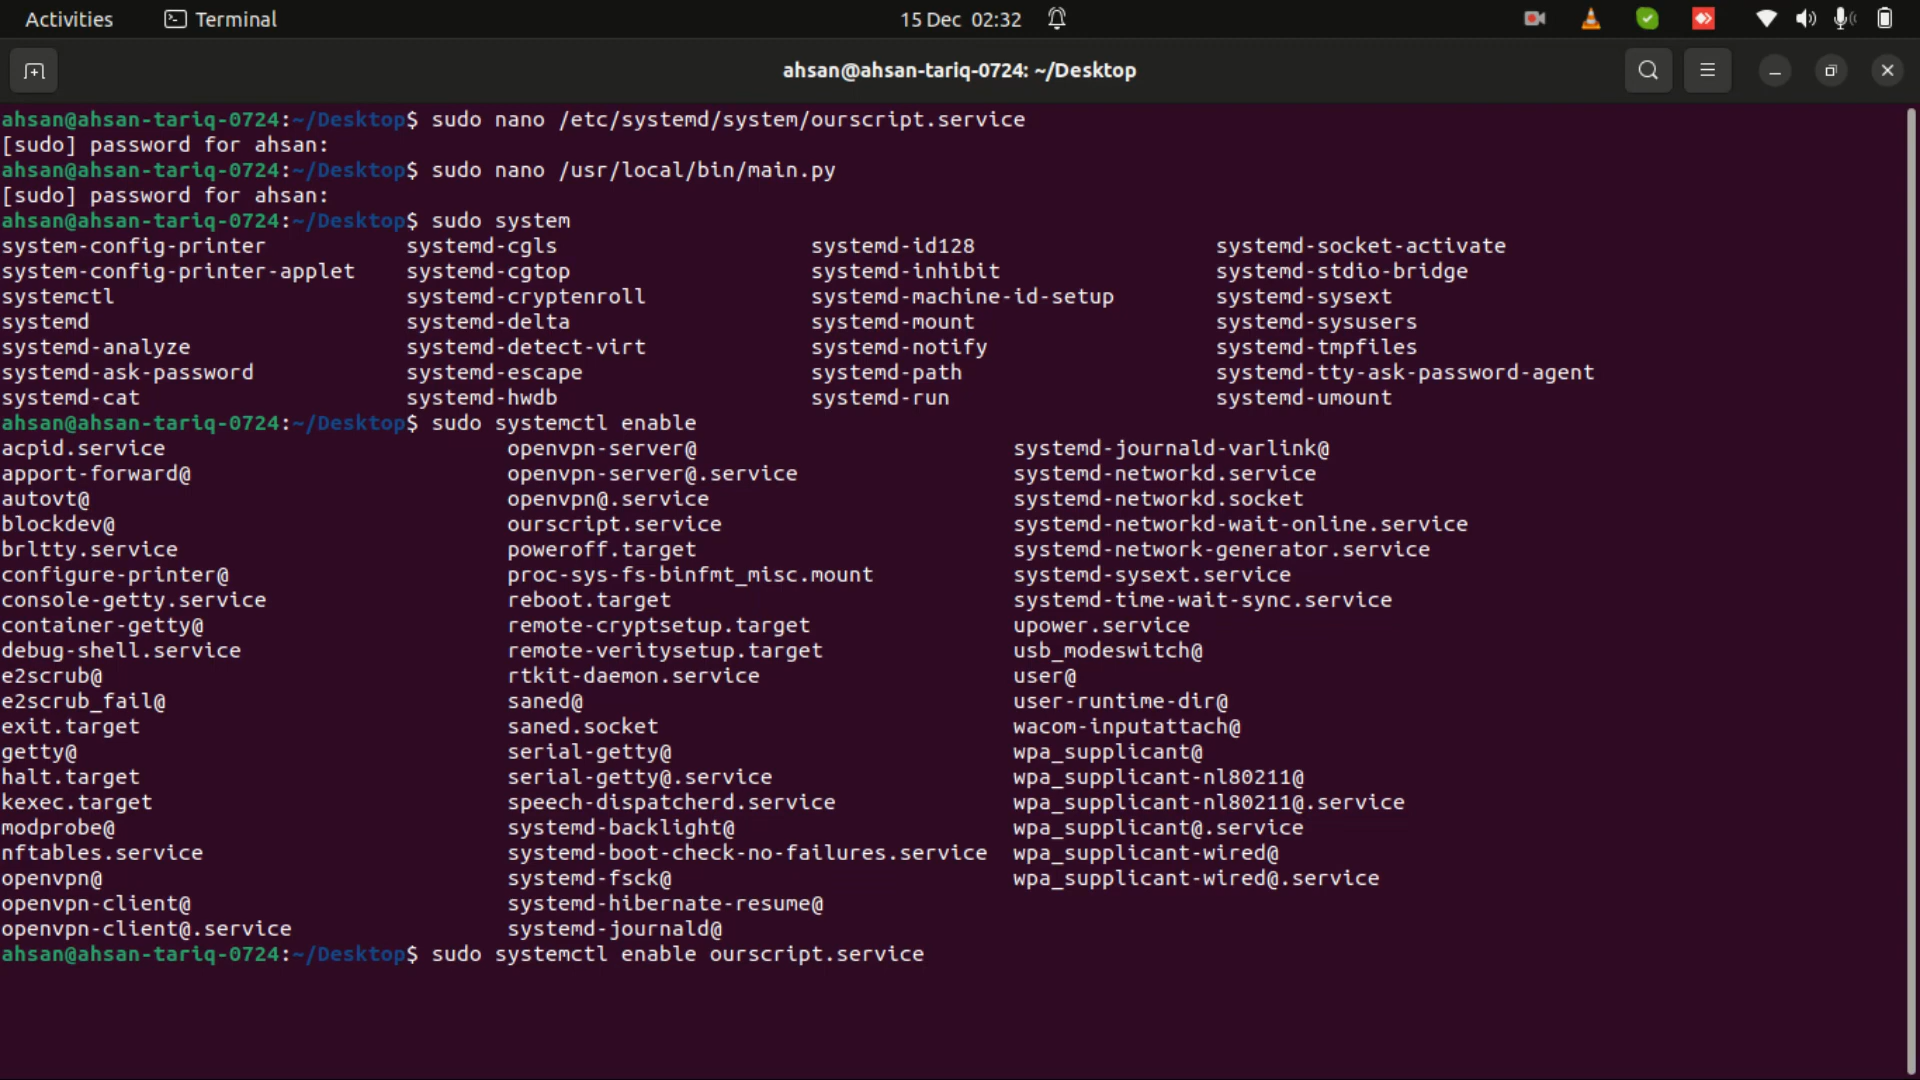 Activities Terminal 15 Dec 02:32
ahsan@ahsan-tariq-0724: ~/Desktop
ahsan@ahsan-tariq-0724:~/Desktop$ sudo nano /etc/systemd/system/ourscript.service
[sudo] password for ahsan:
ahsan@ahsan-tariq-0724:~/Desktop$ sudo nano /usr/local/bin/main.py
[sudo] password for ahsan:
ahsan@ahsan-tariq-0724:~/Desktop$ sudo system
system-config-printer systemd-cgls systemd-id128 systemd-socket-activate
system-config-printer-applet systemd-cgtop systemd-inhibit systemd-stdio-bridge
systemctl systemd-cryptenroll systemd-machine-id-setup systemd-sysext
systemd systemd-delta systemd-mount systemd-sysusers
systemd-analyze systemd-detect-virt systemd-notify systemd-tmpfiles
systemd-ask-password systemd-escape systemd-path systemd-tty-ask-password-agent
systemd-cat systemd-hwdb systemd-run systemd-umount
ahsan@ahsan-tariq-0724:~/Desktop$ sudo systemctl enable
acpid.service openvpn-server@ systemd-journald-varlink@
apport-forward@ openvpn-server@.service systemd-networkd.service
autovt@ openvpn@.service systemd-networkd.socket
blockdev@ ourscript.service systemd-networkd-wait-online.service
brltty.service poweroff.target systemd-network-generator.service
configure-printer@ proc-sys-fs-binfmt_misc.mount systemd-sysext.service
console-getty.service reboot.target systemd-time-wait-sync.service
container-getty@ remote-cryptsetup.target upower.service
debug-shell.service remote-veritysetup.target usb_modeswitch@
e2scrub@ rtkit-daemon.service user@
e2scrub_fail@ saned@ user-runtime-dir@
exit.target saned.socket wacom-inputattach@
getty@ serial-getty@ wpa_supplicant@
halt.target serial-getty@.service wpa_supplicant-nl80211@
kexec.target speech-dispatcherd.service wpa_supplicant-nl80211@.service
modprobe@ systemd-backlight@ wpa_supplicant@.service
nftables.service systemd-boot-check-no-failures.service wpa_supplicant-wired@
openvpn@ systemd-fsck@ wpa_supplicant-wired@.service
openvpn-client@ systemd-hibernate-resume@
openvpn-client@.service systemd-journald@
ahsan@ahsan-tariq-0724:~/Desktop$ sudo systemctl enable ourscript.service